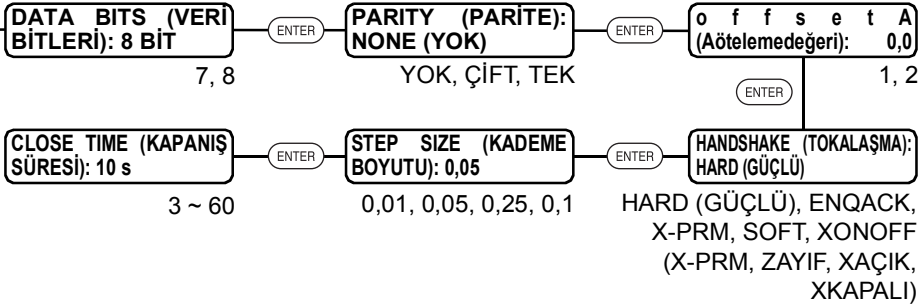 DATA BITS (VERİ
BİTLERİ): 8 BİT
ENTER
PARITY (PARİTE):
NONE (YOK)
ENTER
o f f s e t A
(Aötelemedeğeri): 0,0
7, 8
YOK, ÇİFT, TEK
1, 2
ENTER
CLOSE TIME (KAPANIŞ
SÜRESİ): 10 s
ENTER
STEP SIZE (KADEME
BOYUTU): 0,05
ENTER
HANDSHAKE (TOKALAŞMA):
HARD (GÜÇLÜ)
3 ~ 60
0,01, 0,05, 0,25, 0,1
HARD (GÜÇLÜ), ENQACK,
X-PRM, SOFT, XONOFF
(X-PRM, ZAYIF, XAÇIK,
XKAPALI)